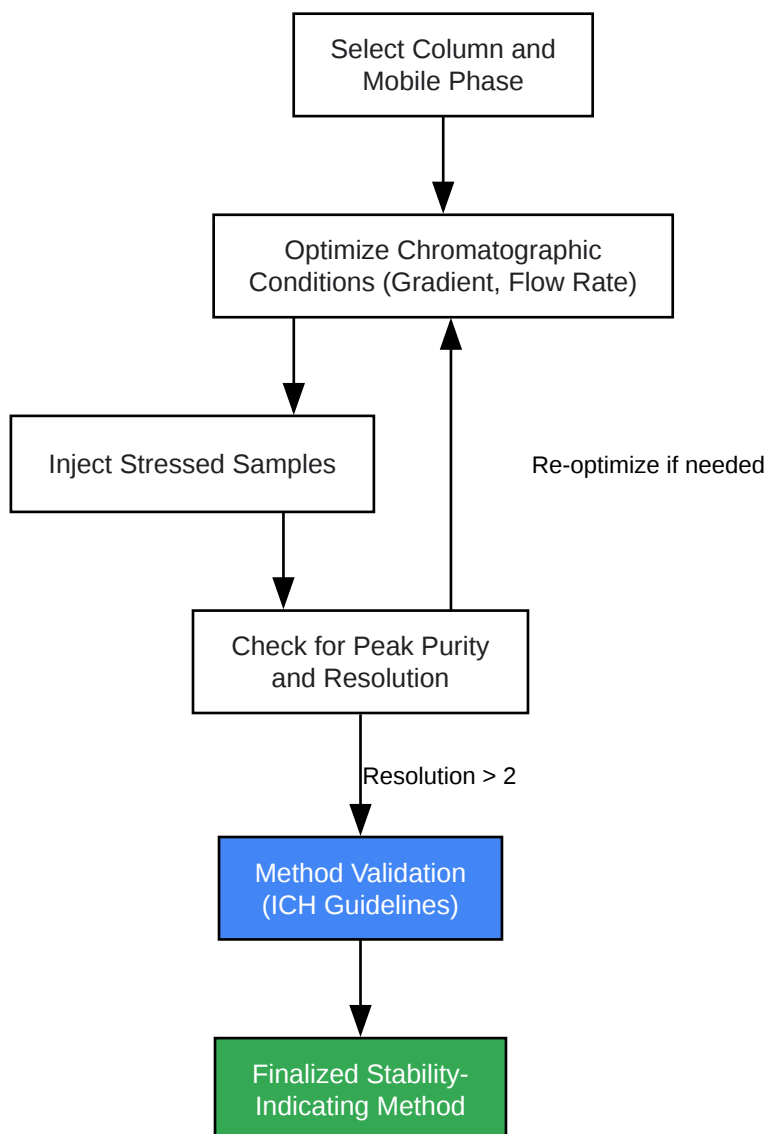 Select Column and
Mobile Phase
Optimize Chromatographic
Conditions (Gradient, Flow Rate)
Inject Stressed Samples
Re-optimize if needed
Check for Peak Purity
and Resolution
Resolution > 2
Method Validation
(ICH Guidelines)
Finalized Stability-
Indicating Method